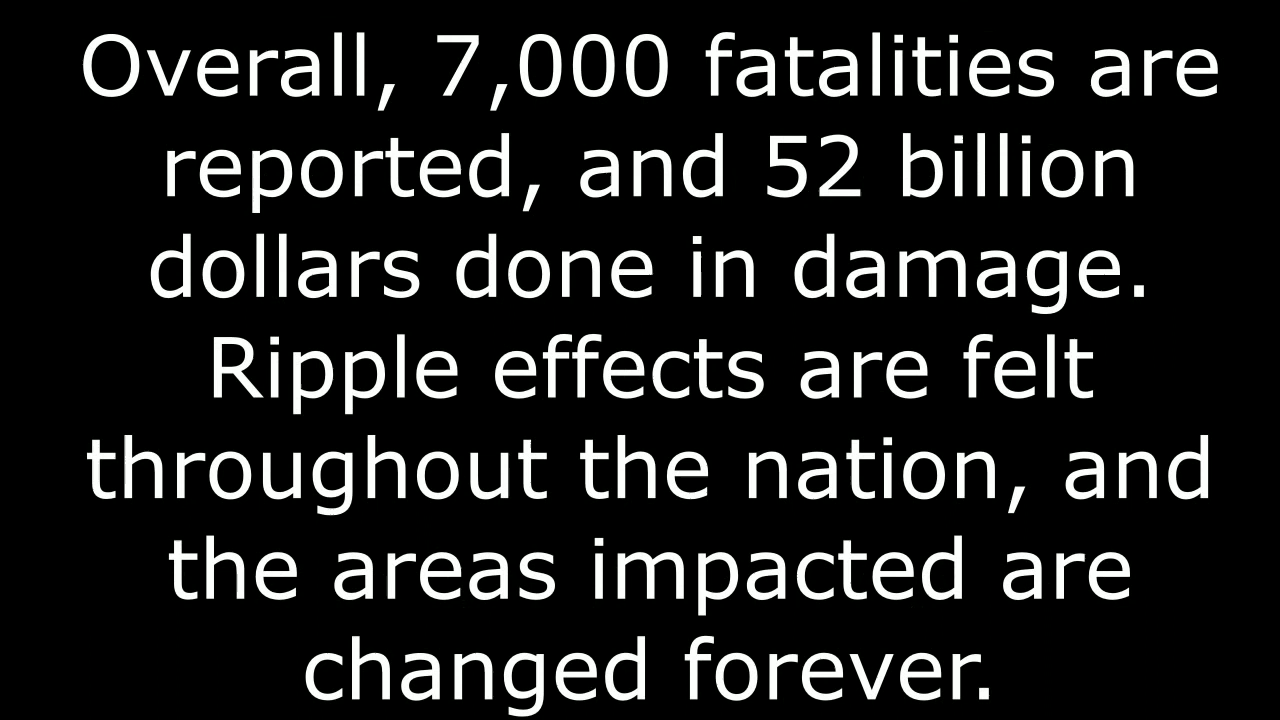 Overall, 7,000 fatalities are
reported, and 52 billion
dollars done in damage.
Ripple effects are felt
throughout the nation, and
the areas impacted are
changed forever.